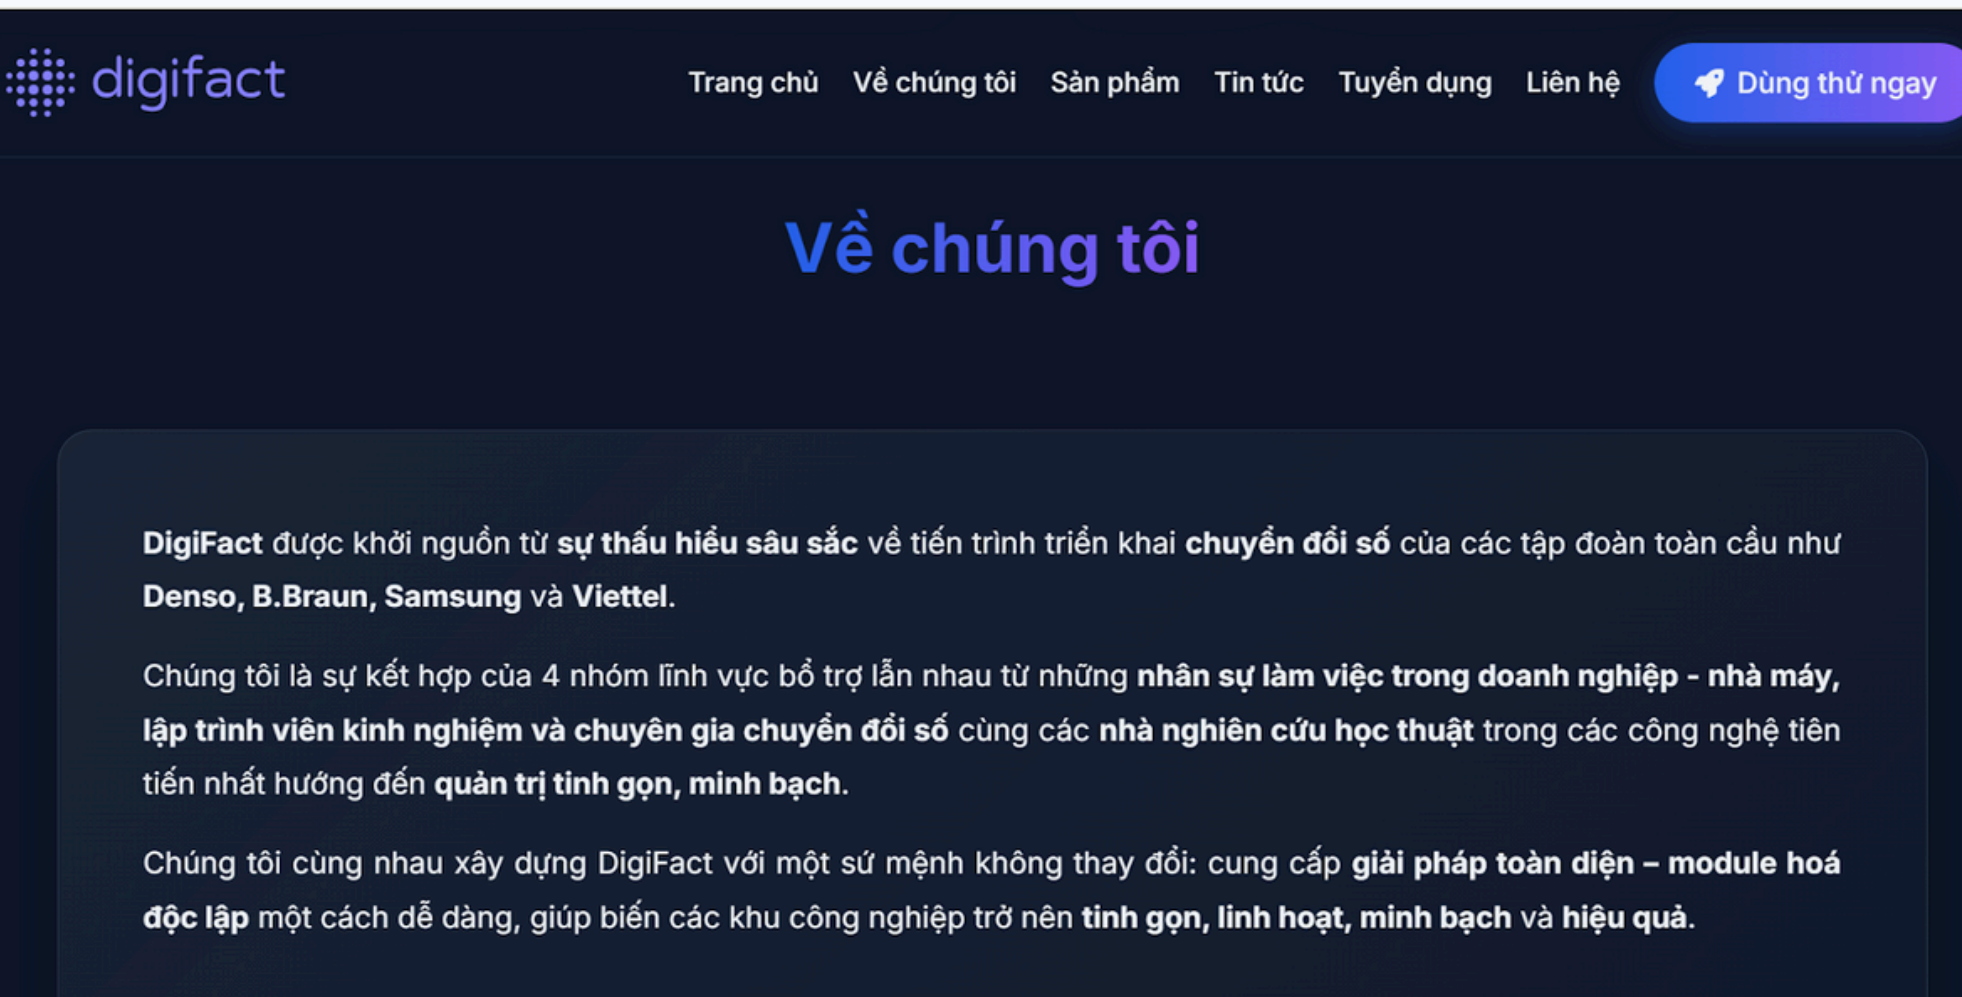 digifact
Trang chủ Về chúng tôi Sản phẩm Tin tức Tuyển dụng Liên hệ Dùng thử ngay
Về chúng tôi
DigiFact được khởi nguồn từ sự thấu hiểu sâu sắc về tiến trình triển khai chuyển đổi số của các tập đoàn toàn cầu như
Denso, B.Braun, Samsung và Viettel.
Chúng tôi là sự kết hợp của 4 nhóm lĩnh vực bổ trợ lẫn nhau từ những nhân sự làm việc trong doanh nghiệp - nhà máy,
lập trình viên kinh nghiệm và chuyên gia chuyển đổi số cùng các nhà nghiên cứu học thuật trong các công nghệ tiên
tiến nhất hướng đến quản trị tinh gọn, minh bạch.
Chúng tôi cùng nhau xây dựng DigiFact với một sứ mệnh không thay đổi: cung cấp giải pháp toàn diện – module hoá
độc lập một cách dễ dàng, giúp biến các khu công nghiệp trở nên tinh gọn, linh hoạt, minh bạch và hiệu quả.